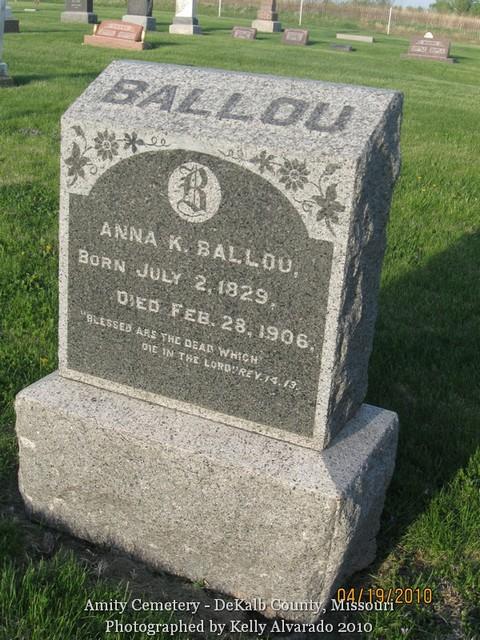 BALLOU
B
ANNA K. BALLOU,
BORN JULY 2, 1829,
DIED FEB. 28, 1906.
"BLESSED ARE THE DEAD WHICH
DIE IN THE LORD" REV. 14, 13.
04/19/2010
Amity Cemetery - DeKalb County, Missouri
Photographed by Kelly Alvarado 2010